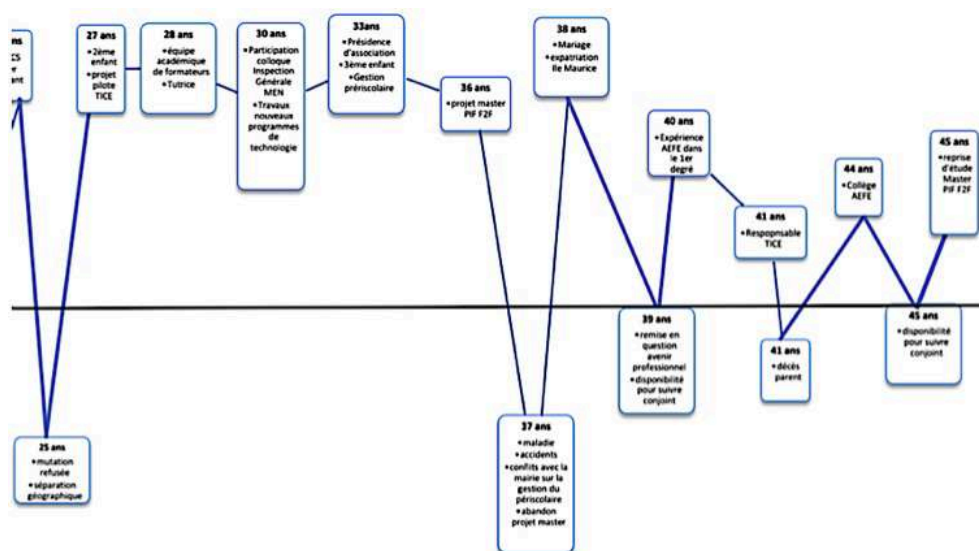 27 ans
•2ème
enfant
•projet
pilote
TICE
28 ans
•équipe
académique
de formateurs
•Tutrice
30 ans
•Participation
colloque
Inspection
Générale
MEN
•Travaux
nouveaux
programmes
de
technologie
33ans
•Présidence
d'association
•3ème enfant
•Gestion
prériscolaire
36 ans
•projet master
PIF F2F
38 ans
•Mariage
•expatriation
Ile Maurice
40 ans
•Expérience
AEFE dans
le 1er
degré
41 ans
•Respopnsable
TICE
44 ans
•Collège
AEFE
45 ans
•reprise
d'étude
Master
PIF F2F
25 ans
•mutation
refusée
•séparation
géographique
37 ans
•maladie
•accidents
•confits avec la
mairie sur la
gestion du
périscolaire
•abandon
projet master
39 ans
•remise en
question
avenir
professionnel
•disponibilité
pour suivre
conjoint
41 ans
•décès
parent
45 ans
•disponibilité
pour suivre
conjoint